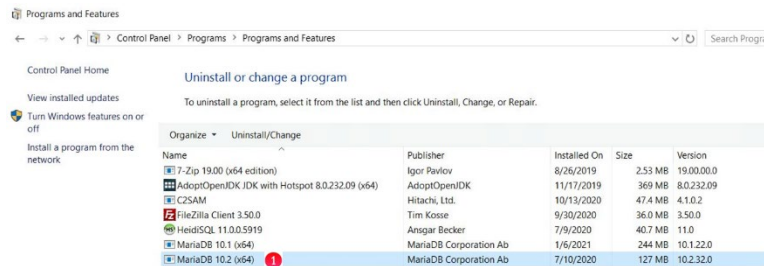 Programs and Features
Control Panel > Programs > Programs and Features
Search Progra
Control Panel Home
View installed updates
Turn Windows features on or
off
Install a program from the
network
Uninstall or change a program
To uninstall a program, select it from the list and then click Uninstall, Change, or Repair.
Organize Uninstall/Change
Name Publisher Installed On Size Version
7-Zip 19.00 (x64 edition) Igor Pavlov 8/26/2019 2.53 MB 19.00.00.0
AdoptOpenJDK JDK with Hotspot 8.0.232.09 (x64) AdoptOpenJDK 11/17/2019 369 MB 8.0.232.09
C2SAM Hitachi, Ltd. 10/13/2020 47.4 MB 4.1.0.2
FileZilla Client 3.50.0 Tim Kosse 9/30/2020 36.0 MB 3.50.0
HeidiSQL 11.0.0.5919 Ansgar Becker 7/9/2020 40.7 MB 11.0
MariaDB 10.1 (x64) MariaDB Corporation Ab 1/6/2021 244 MB 10.1.22.0
MariaDB 10.2 (x64) 1 MariaDB Corporation Ab 7/10/2020 127 MB 10.2.32.0